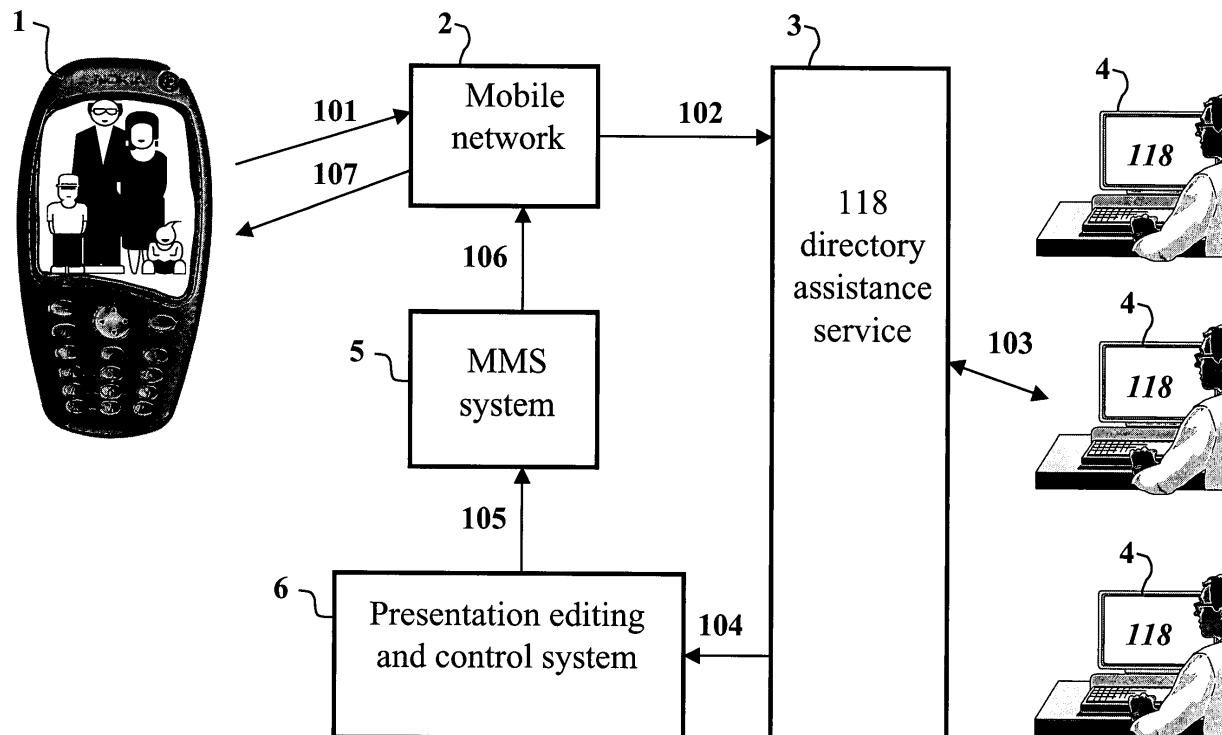 1
NOKIA
101
107
2
Mobile
network
102
3
118
directory
assistance
service
4
118
106
5
MMS
system
103
4
118
105
6
Presentation editing
and control system
104
4
118